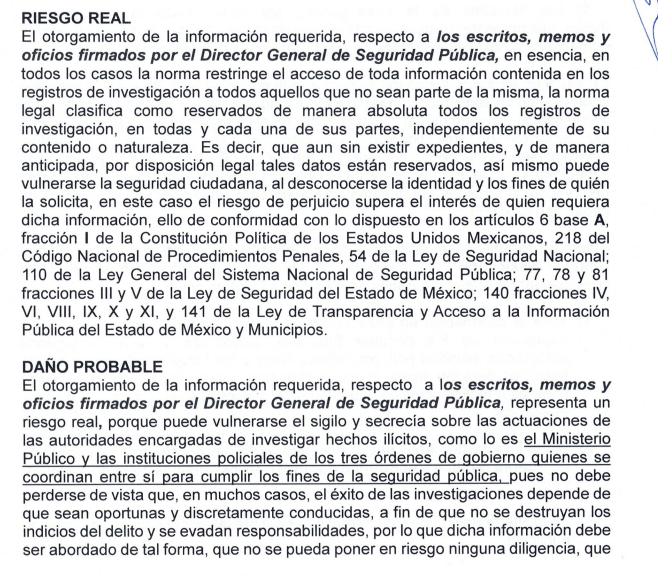 RIESGO REAL
El otorgamiento de la información requerida, respecto a los escritos, memos y
oficios firmados por el Director General de Seguridad Pública, en esencia, en
todos los casos la norma restringe el acceso de toda información contenida en los
registros de investigación a todos aquellos que no sean parte de la misma, la norma
legal clasifica como reservados de manera absoluta todos los registros de
investigación, en todas y cada una de sus partes, independientemente de su
contenido o naturaleza. Es decir, que aun sin existir expedientes, y de manera
anticipada, por disposición legal tales datos están reservados, así mismo puede
vulnerarse la seguridad ciudadana, al desconocerse la identidad y los fines de quién
la solicita, en este caso el riesgo de perjuicio supera el interés de quien requiera
dicha información, ello de conformidad con lo dispuesto en los artículos 6 base A,
fracción I de la Constitución Política de los Estados Unidos Mexicanos, 218 del
Código Nacional de Procedimientos Penales, 54 de la Ley de Seguridad Nacional;
110 de la Ley General del Sistema Nacional de Seguridad Pública; 77, 78 y 81
fracciones III y V de la Ley de Seguridad del Estado de México; 140 fracciones IV,
VI, VIII, IX, X y XI, y 141 de la Ley de Transparencia y Acceso a la Información
Pública del Estado de México y Municipios.
DAÑO PROBABLE
El otorgamiento de la información requerida, respecto a los escritos, memos y
oficios firmados por el Director General de Seguridad Pública, representa un
riesgo real, porque puede vulnerarse el sigilo y secrecía sobre las actuaciones de
las autoridades encargadas de investigar hechos ilícitos, como lo es el Ministerio
Público y las instituciones policiales de los tres órdenes de gobierno quienes se
coordinan entre sí para cumplir los fines de la seguridad pública, pues no debe
perderse de vista que, en muchos casos, el éxito de las investigaciones depende de
que sean oportunas y discretamente conducidas, a fin de que no se destruyan los
indicios del delito y se evadan responsabilidades, por lo que dicha información debe
ser abordado de tal forma, que no se pueda poner en riesgo ninguna diligencia, que